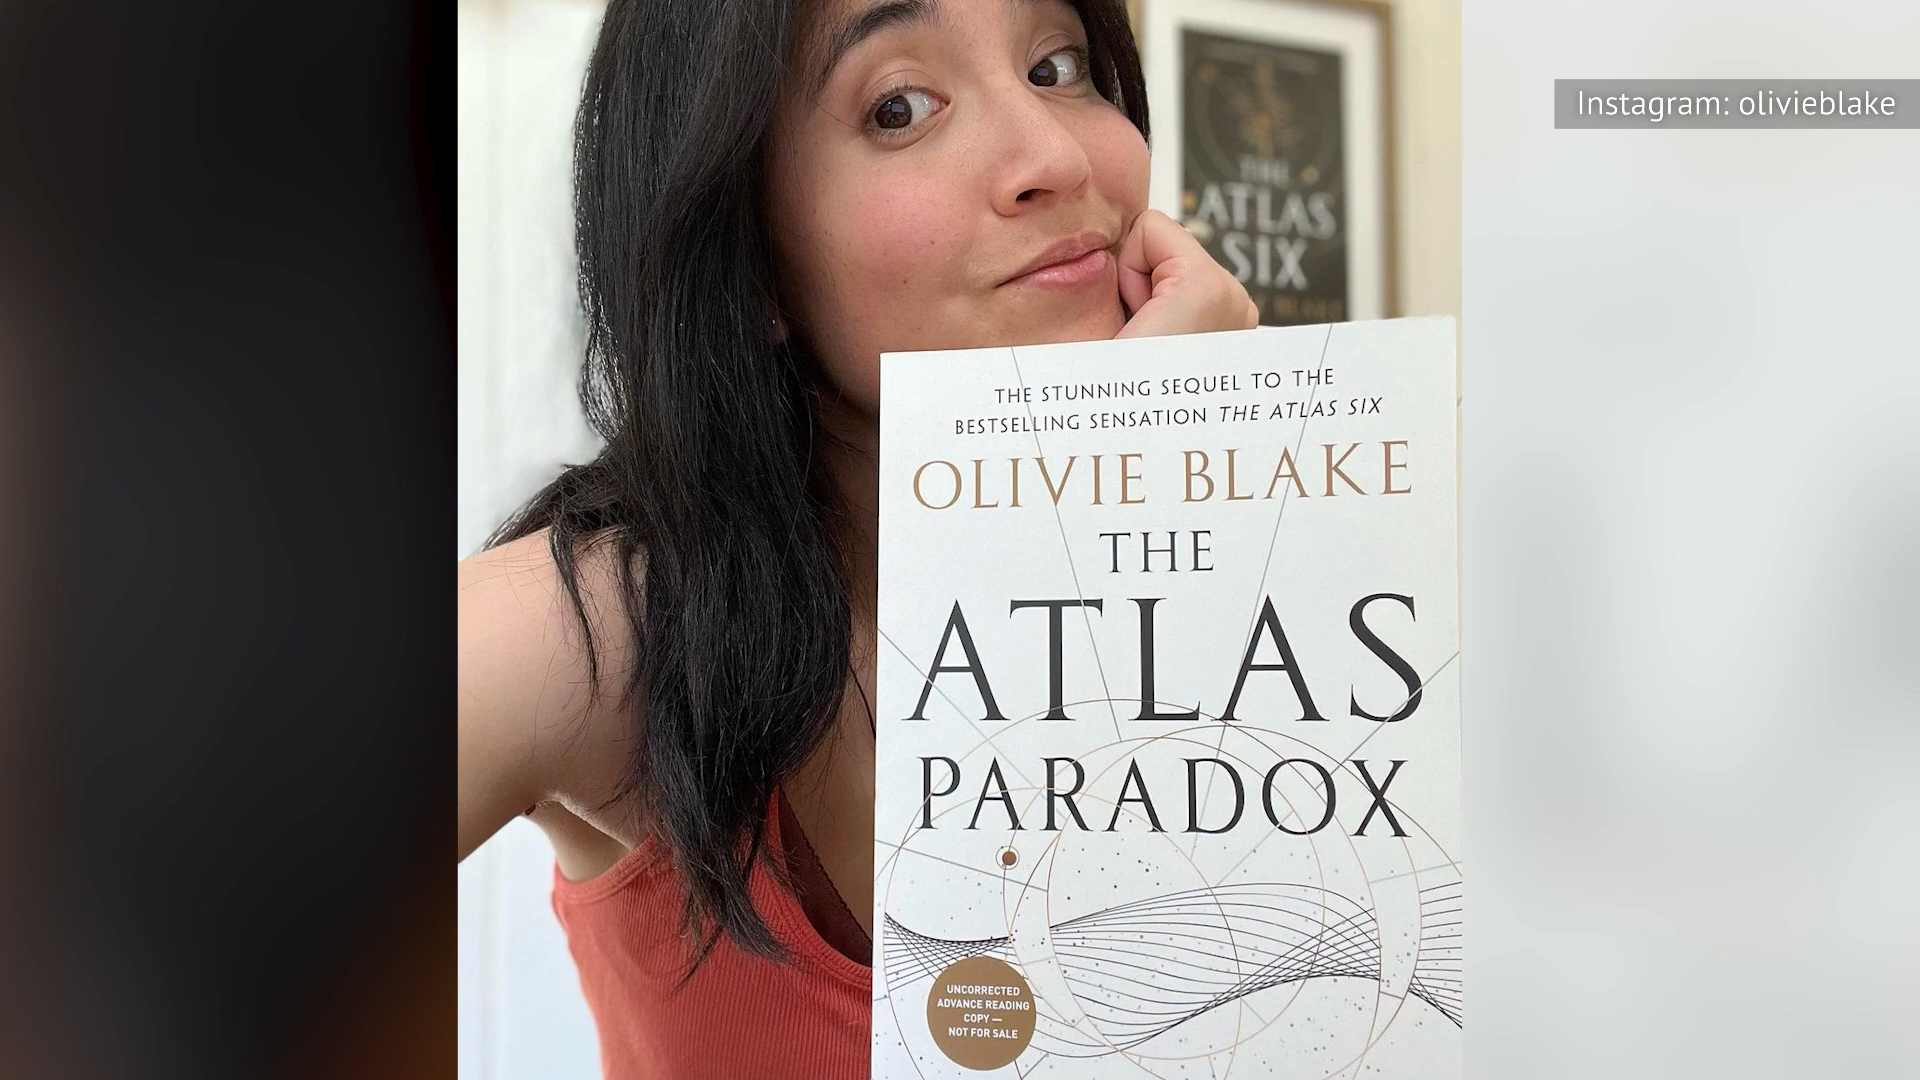 Instagram: olivieblake
THE
ATLAS
SIX
THE STUNNING SEQUEL TO THE
BESTSELLING SENSATION THE ATLAS SIX
OLIVIE BLAKE
THE
ATLAS
PARADOX
UNCORRECTED
ADVANCE READING
COPY —
NOT FOR SALE